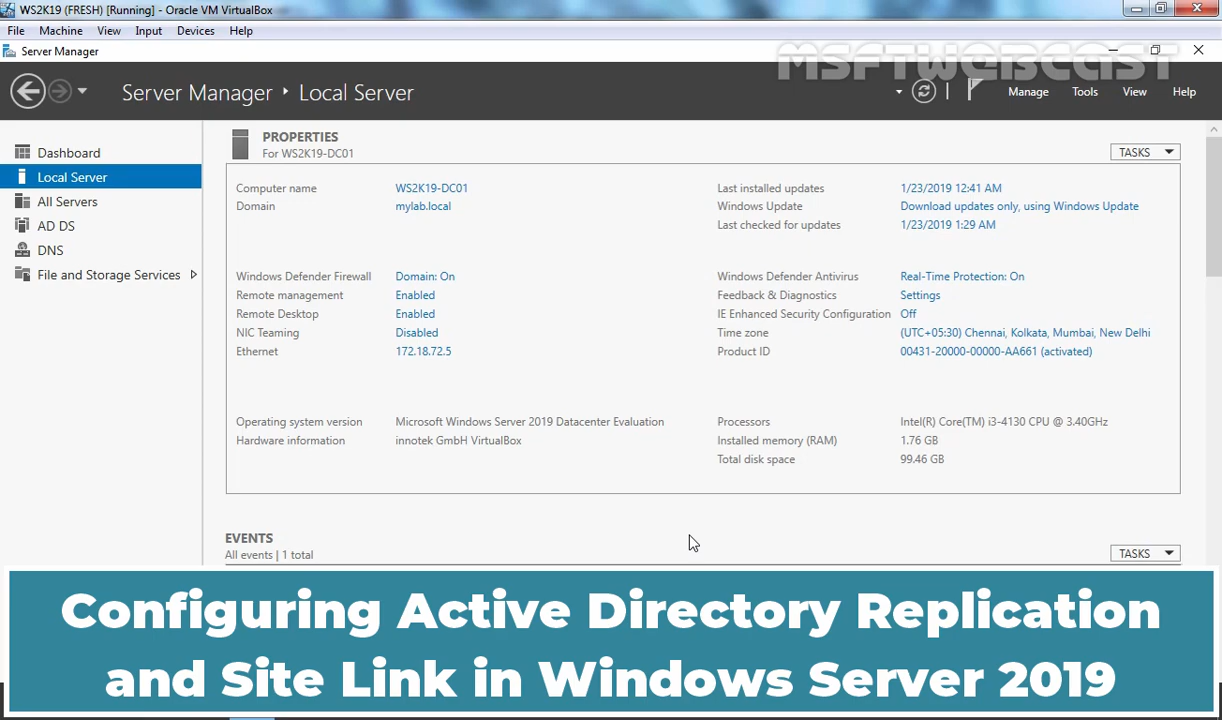 WS2K19 (FRESH) [Running] - Oracle VM VirtualBox
File Machine View Input Devices Help
Server Manager
MSFTWEBCAST
Server Manager ‣ Local Server
Manage Tools View Help
Dashboard
Local Server
All Servers
AD DS
DNS
File and Storage Services
PROPERTIES
For WS2K19-DC01
TASKS
Computer name WS2K19-DC01
Domain mylab.local
Last installed updates 1/23/2019 12:41 AM
Windows Update Download updates only, using Windows Update
Last checked for updates 1/23/2019 1:29 AM
Windows Defender Firewall Domain: On
Remote management Enabled
Remote Desktop Enabled
NIC Teaming Disabled
Ethernet 172.18.72.5
Windows Defender Antivirus Real-Time Protection: On
Feedback & Diagnostics Settings
IE Enhanced Security Configuration Off
Time zone (UTC+05:30) Chennai, Kolkata, Mumbai, New Delhi
Product ID 00431-20000-00000-AA661 (activated)
Operating system version Microsoft Windows Server 2019 Datacenter Evaluation
Hardware information innotek GmbH VirtualBox
Processors Intel(R) Core(TM) i3-4130 CPU @ 3.40GHz
Installed memory (RAM) 1.76 GB
Total disk space 99.46 GB
EVENTS
All events | 1 total
TASKS
Configuring Active Directory Replication
and Site Link in Windows Server 2019